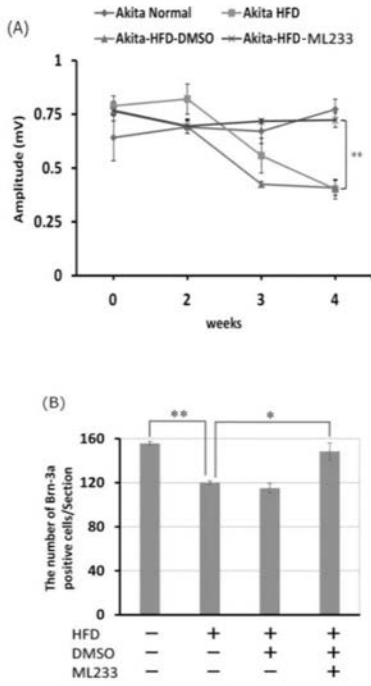 (A)
Akita Normal Akita HFD
Akita-HFD-DMSO Akita-HFD-ML233
Amplitude (mV)
1
0.75
0.5
0.25
0
**
0 2 3 4
weeks
(B)
** *
The number of Brn-3a
positive cells/Section
160
120
80
40
0
HFD − + + +
DMSO − − + +
ML233 − − − +